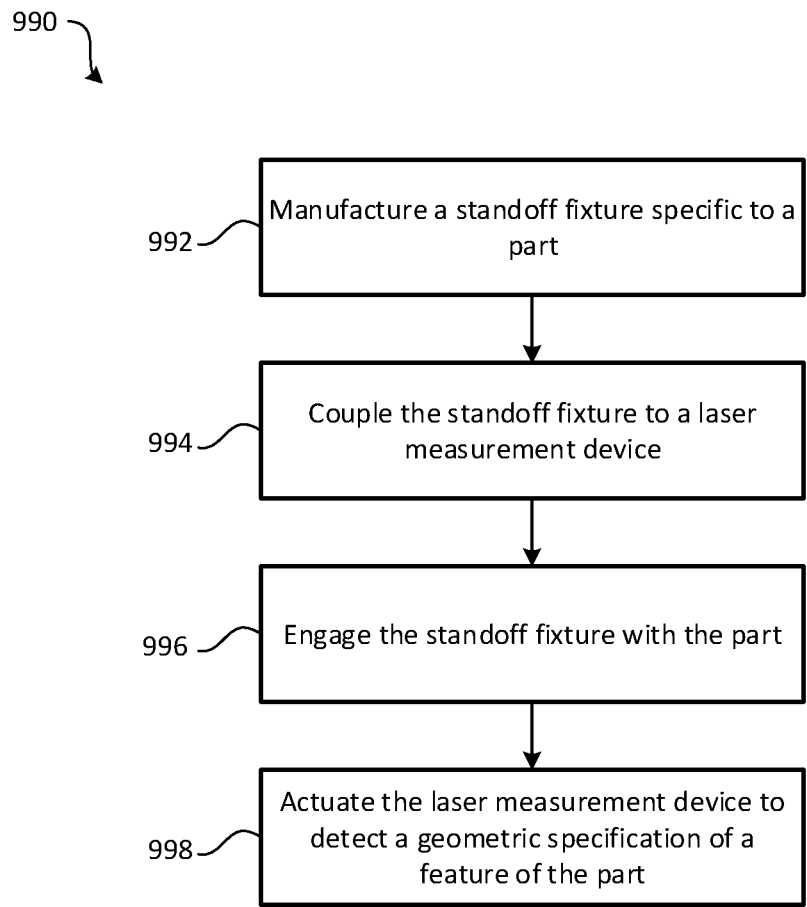 990
992
Manufacture a standoff fixture specific to a
part
994
Couple the standoff fixture to a laser
measurement device
996
Engage the standoff fixture with the part
998
Actuate the laser measurement device to
detect a geometric specification of a
feature of the part